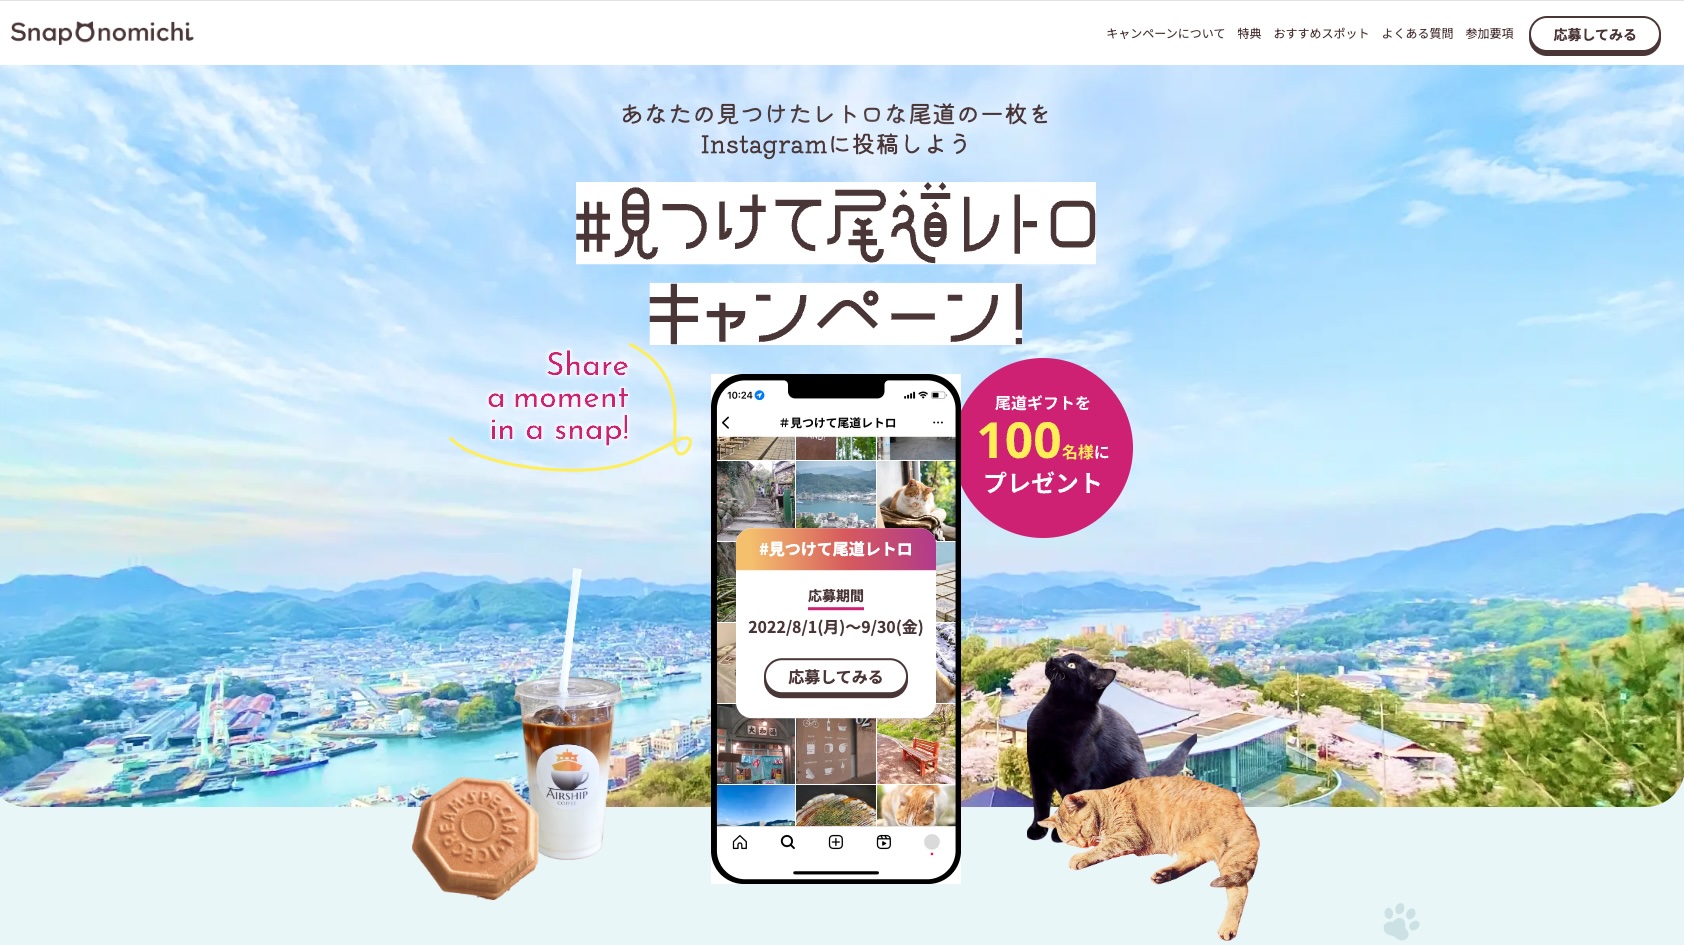 SnapOnomichi
キャンペーンについて 特典 おすすめスポット よくある質問 参加要項 応募してみる
あなたの見つけたレトロな尾道の一枚を
Instagramに投稿しよう
#見つけて尾道レトロ
キャンペーン!
Share
a moment
in a snap!
10:24
#見つけて尾道レトロ
尾道ギフトを
100名様に
プレゼント
#見つけて尾道レトロ
応募期間
2022/8/1(月)〜9/30(金)
応募してみる
AIRSHIP
COFFEE
SPECIAL・ICECREAM・